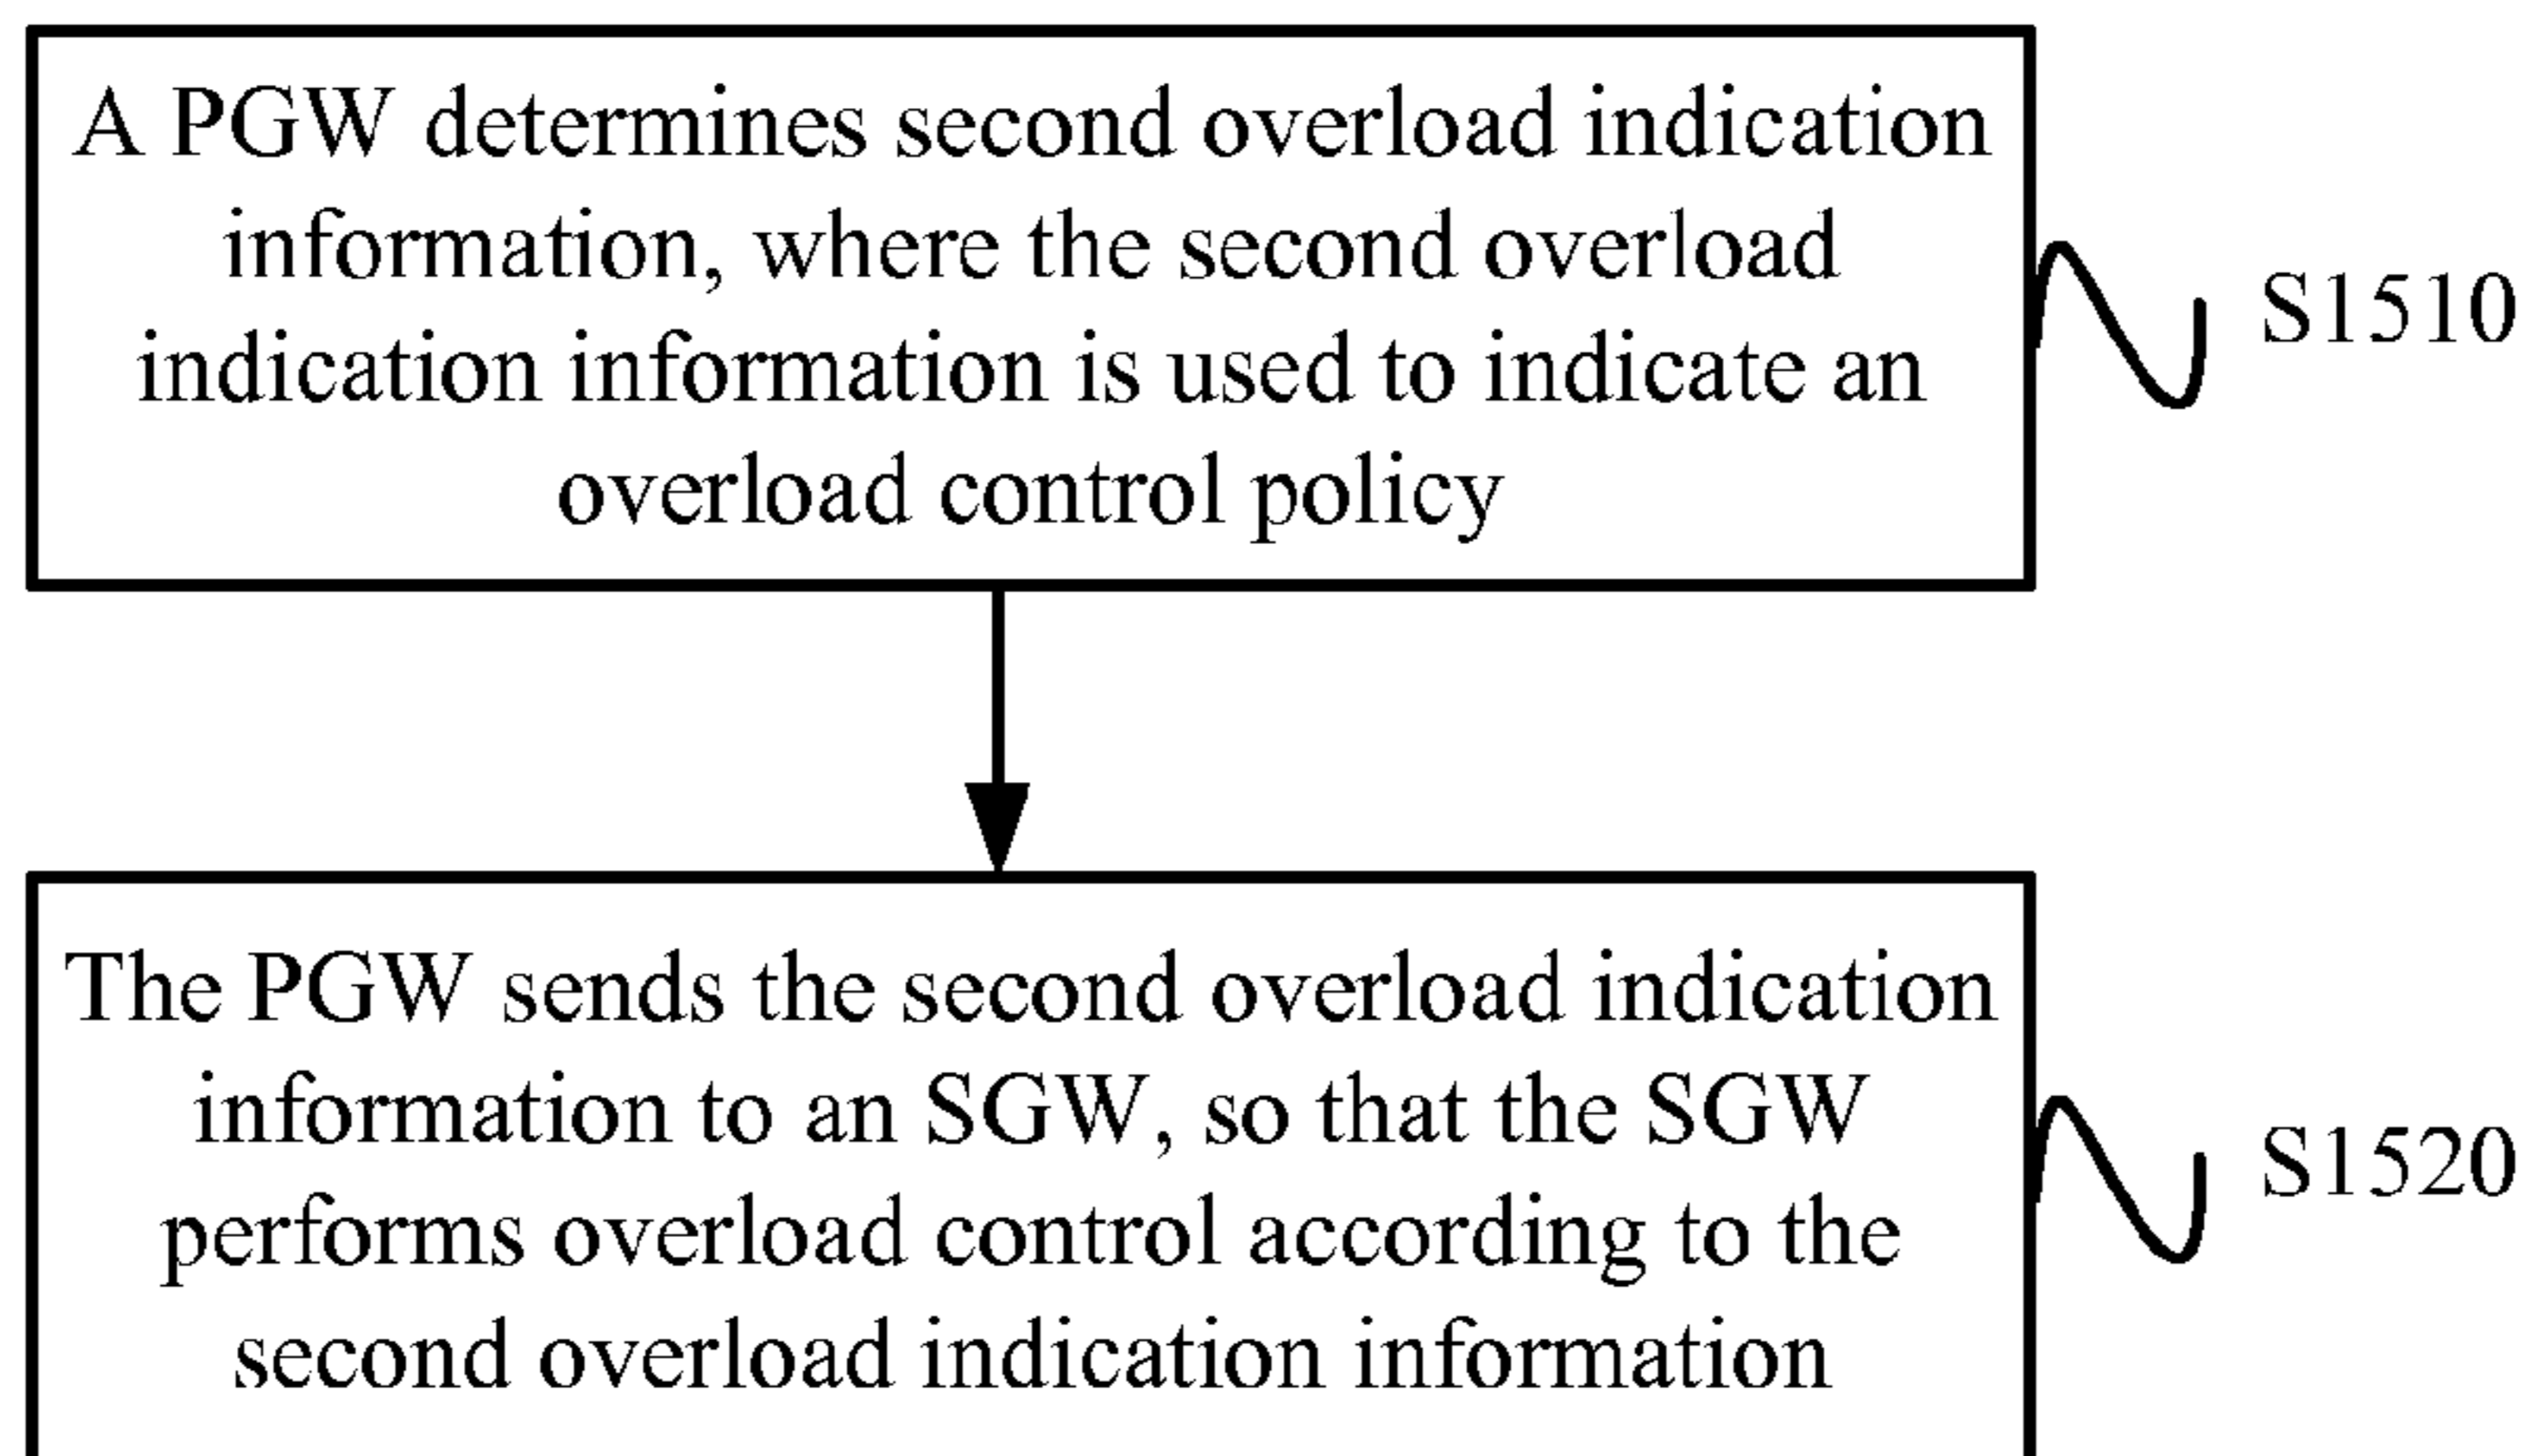 A PGW determines second overload indication
information, where the second overload
indication information is used to indicate an
overload control policy
S1510
The PGW sends the second overload indication
information to an SGW, so that the SGW
performs overload control according to the
second overload indication information
S1520